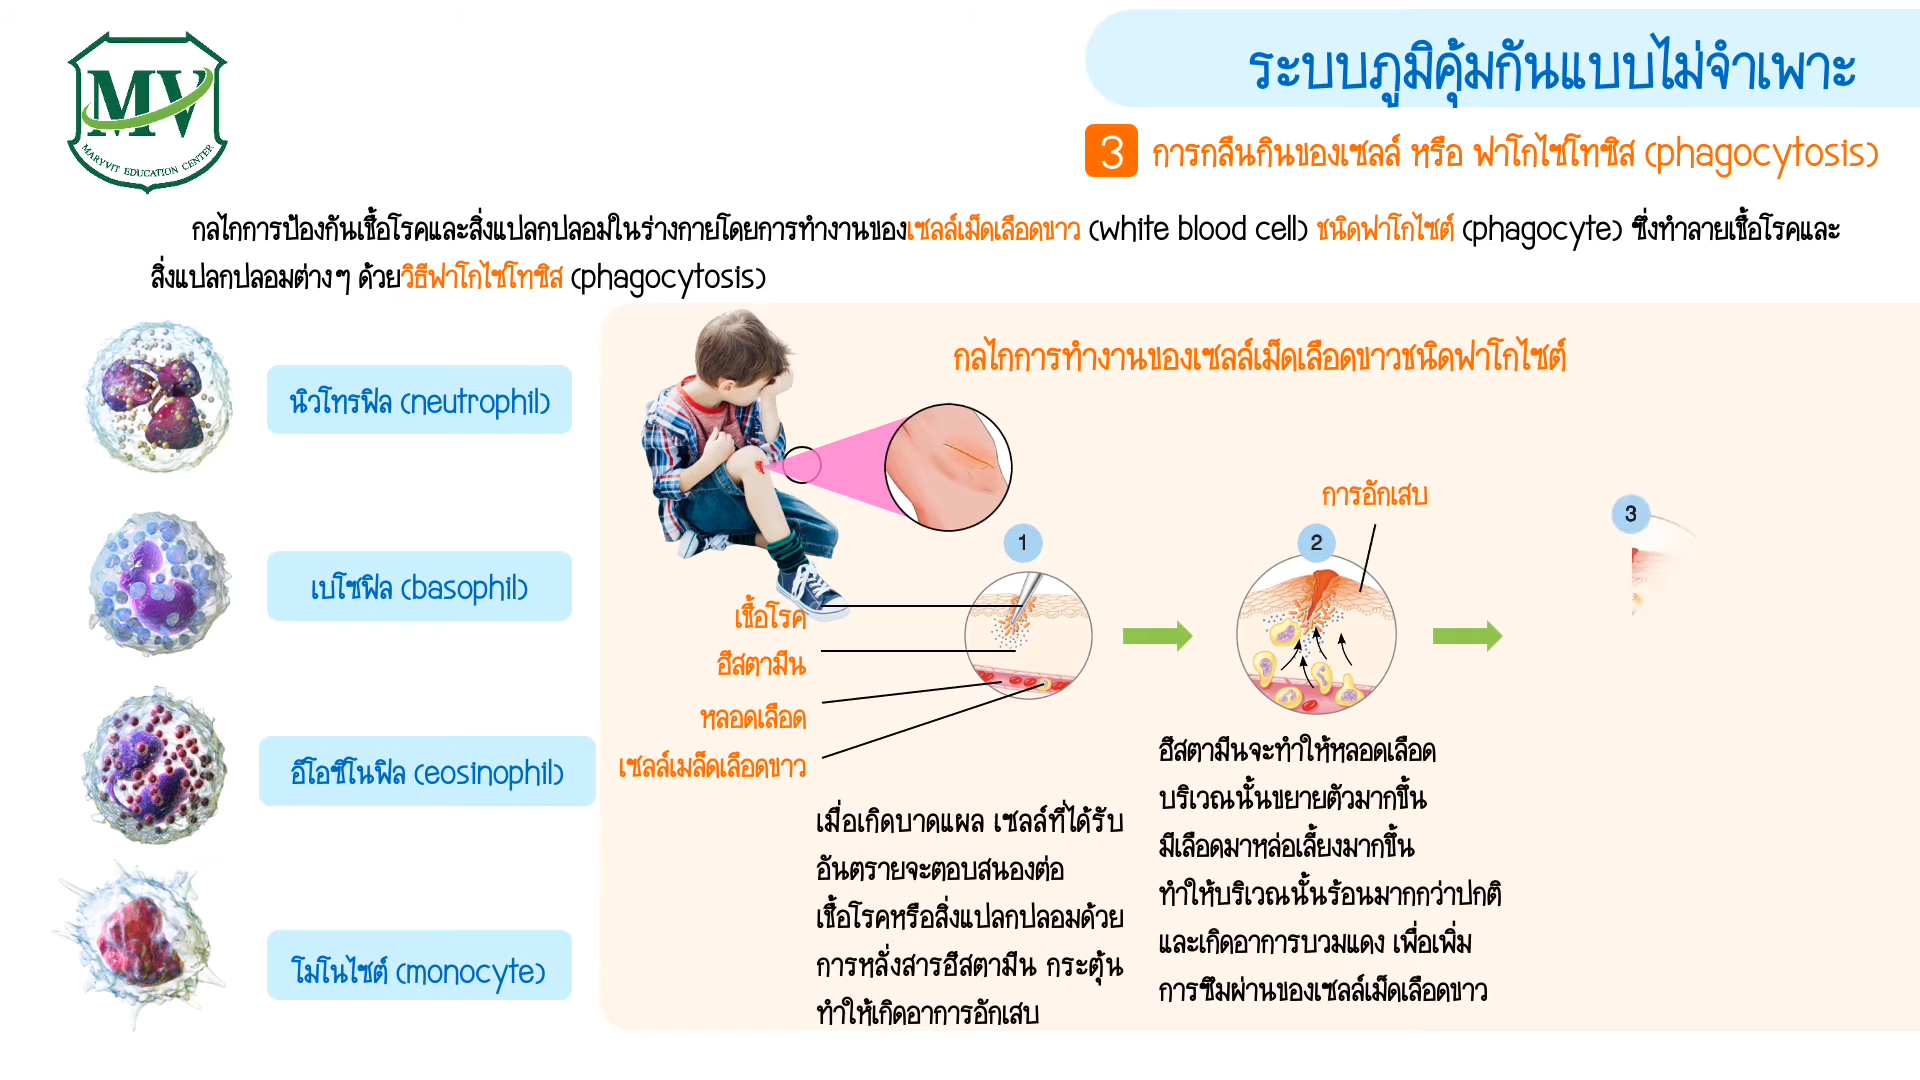 MV
MARYVIT EDUCATION CENTER
ระบบภูมิคุ้มกันแบบไม่จำเพาะ
3 การกลืนกินของเซลล์ หรือ ฟาโกไซโทซิส (phagocytosis)
กลไกการป้องกันเชื้อโรคและสิ่งแปลกปลอมในร่างกายโดยการทำงานของเซลล์เม็ดเลือดขาว (white blood cell) ชนิดฟาโกไซต์ (phagocyte) ซึ่งทำลายเชื้อโรคและ
สิ่งแปลกปลอมต่างๆ ด้วยวิธีฟาโกไซโทซิส (phagocytosis)
นิวโทรฟิล (neutrophil)
เบโซฟิล (basophil)
อีโอซิโนฟิล (eosinophil)
โมโนไซต์ (monocyte)
กลไกการทำงานของเซลล์เม็ดเลือดขาวชนิดฟาโกไซต์
1
เชื้อโรค
ฮีสตามีน
หลอดเลือด
เซลล์เมล็ดเลือดขาว
เมื่อเกิดบาดแผล เซลล์ที่ได้รับ
อันตรายจะตอบสนองต่อ
เชื้อโรคหรือสิ่งแปลกปลอมด้วย
การหลั่งสารฮีสตามีน กระตุ้น
ทำให้เกิดอาการอักเสบ
การอักเสบ
2
ฮีสตามีนจะทำให้หลอดเลือด
บริเวณนั้นขยายตัวมากขึ้น
มีเลือดมาหล่อเลี้ยงมากขึ้น
ทำให้บริเวณนั้นร้อนมากกว่าปกติ
และเกิดอาการบวมแดง เพื่อเพิ่ม
การซึมผ่านของเซลล์เม็ดเลือดขาว
3